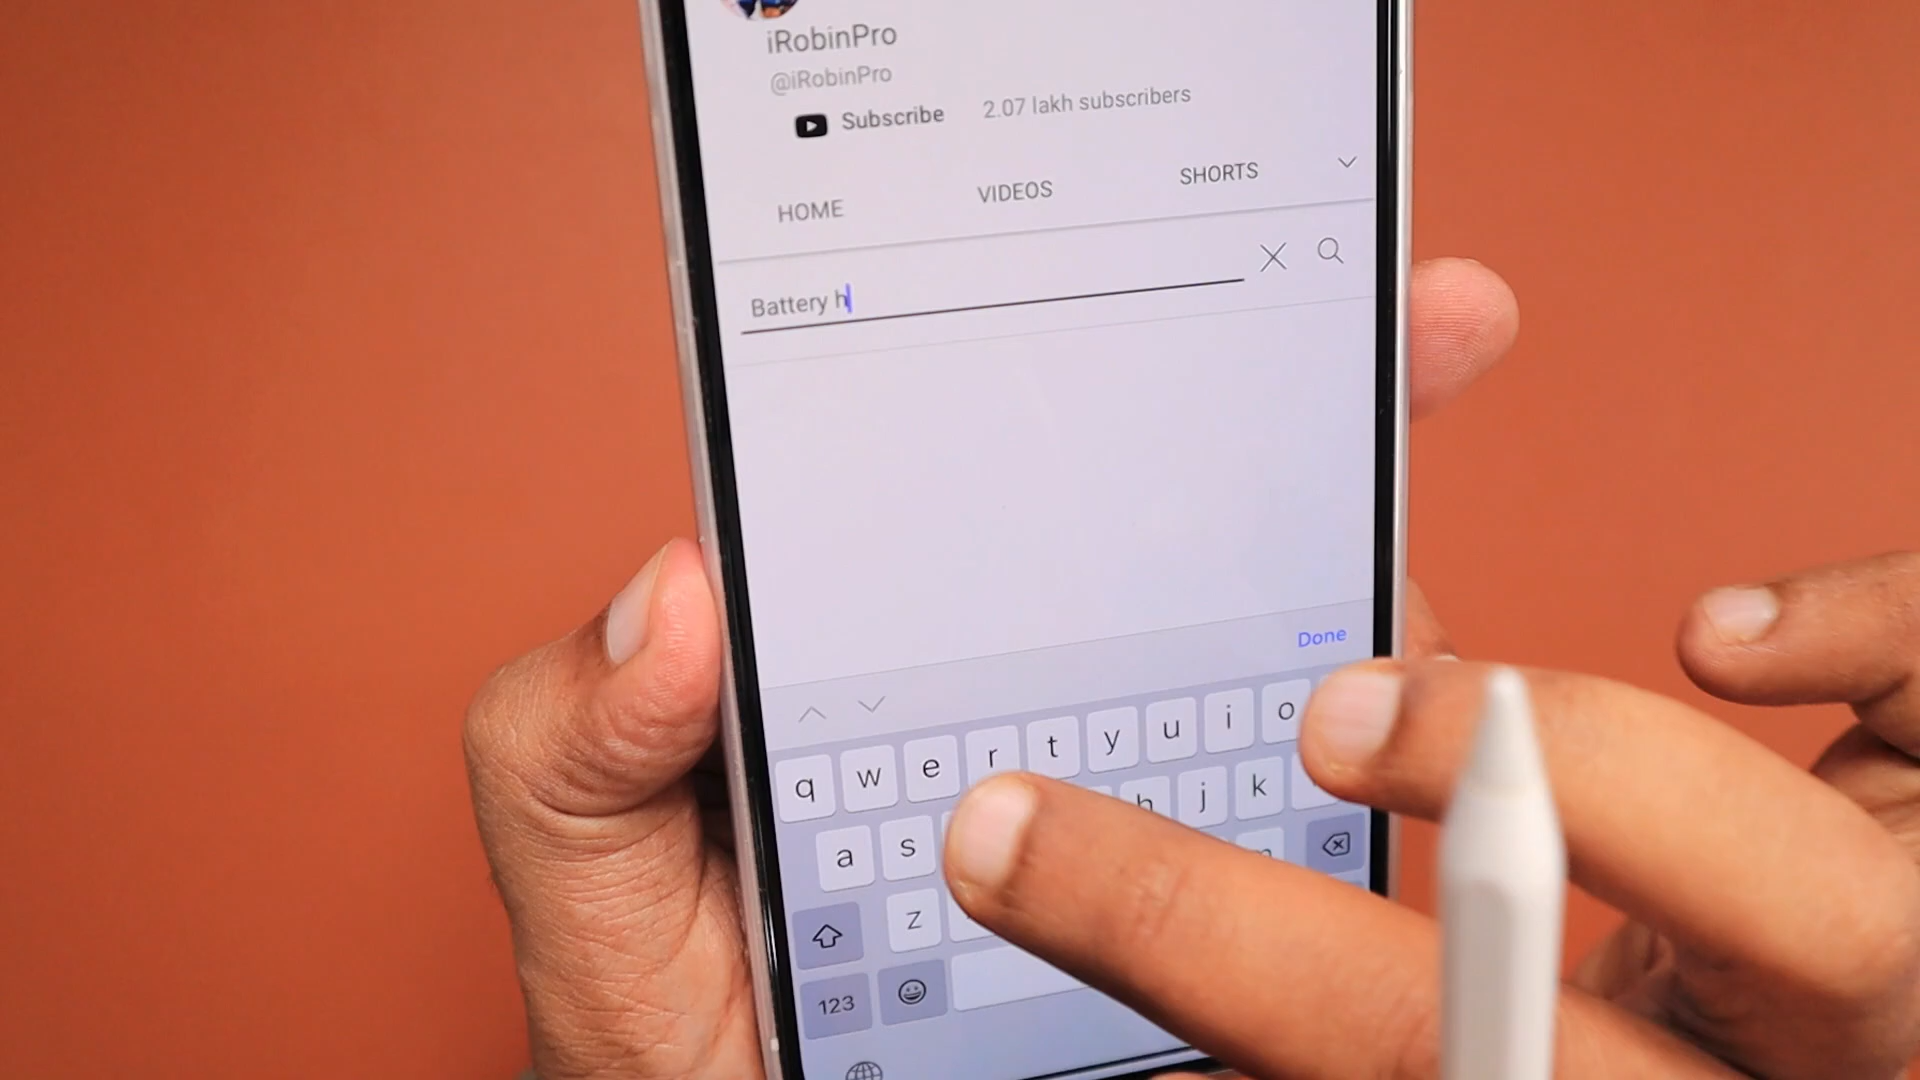 iRobinPro
@iRobinPro
Subscribe 2.07 lakh subscribers
HOME VIDEOS SHORTS
Battery h
Done
q w e r t y u i o
a s h j k
z
123